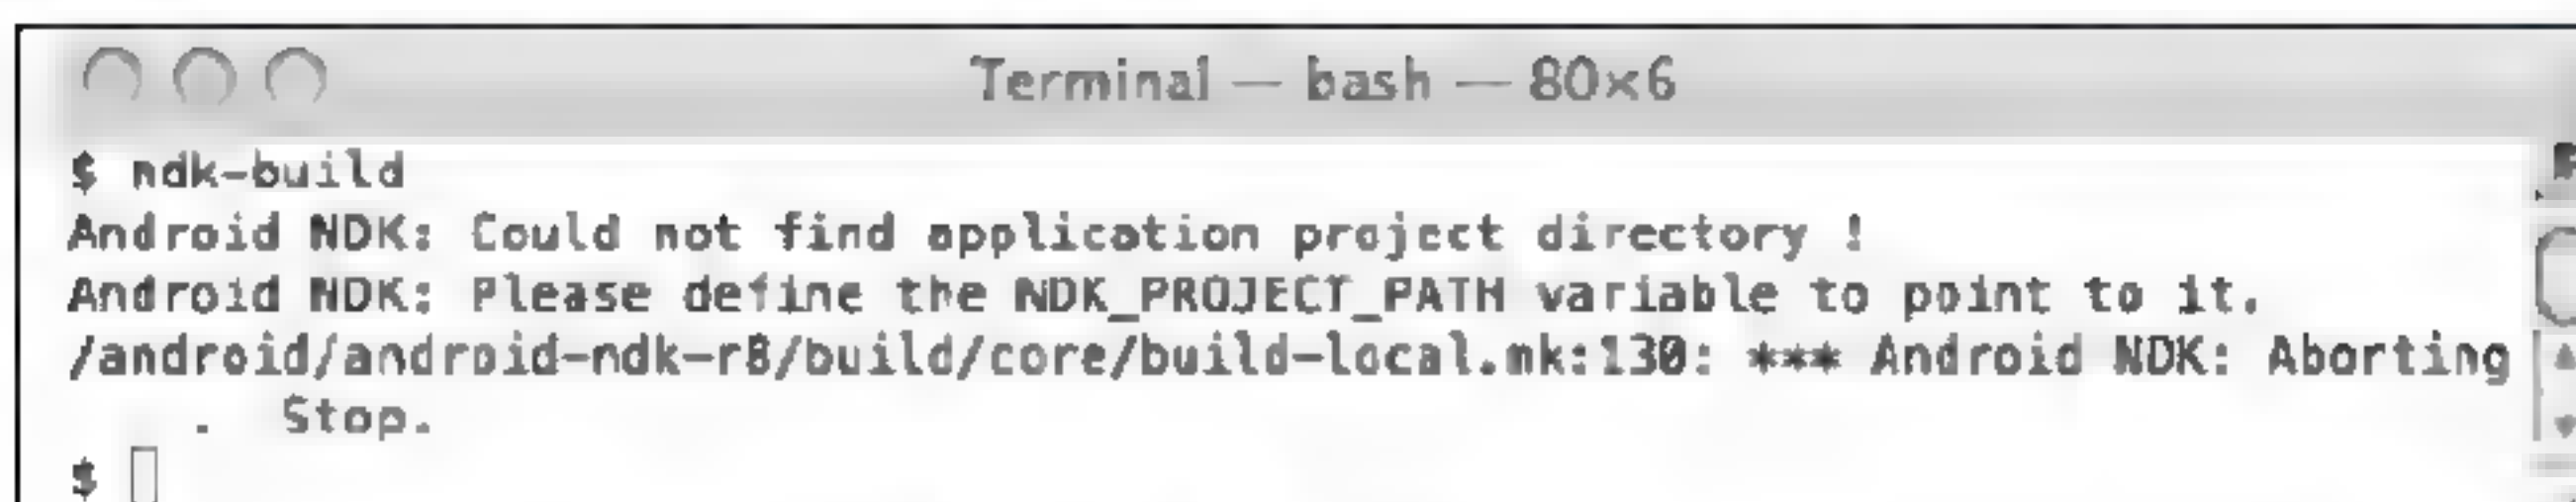 Terminal — bash — 80×6
$ ndk-build
Android NDK: Could not find application project directory !
Android NDK: Please define the NDK_PROJECT_PATH variable to point to it.
/android/android-ndk-r8/build/core/build-local.mk:130: *** Android NDK: Aborting
    .  Stop.
$